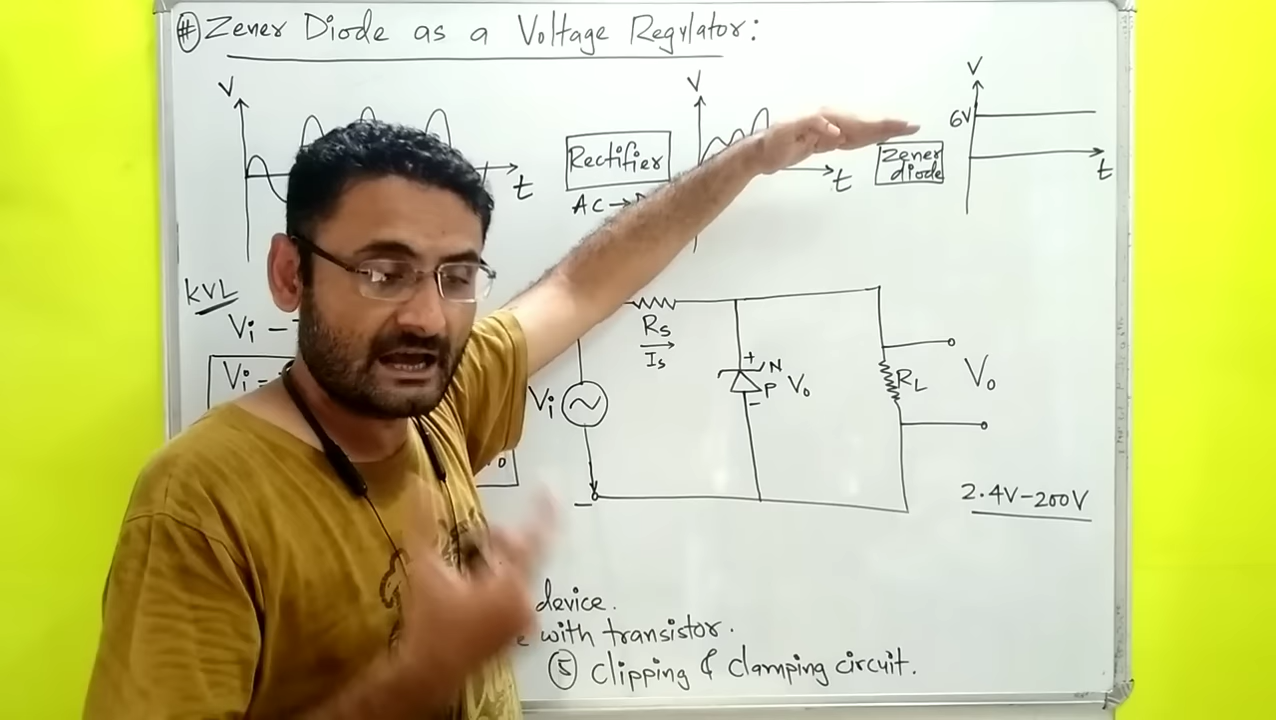 # Zener Diode as a Voltage Regulator:
V
V
V
6V
Rectifier
Zener
diode
t
t
t
AC →
KVL
Vi -
Vi -
Rs
Is
+ N
P Vo
-
Vi
RL
Vo
-
2.4V-200V
device.
with transistor.
⑤ Clipping & Clamping circuit.